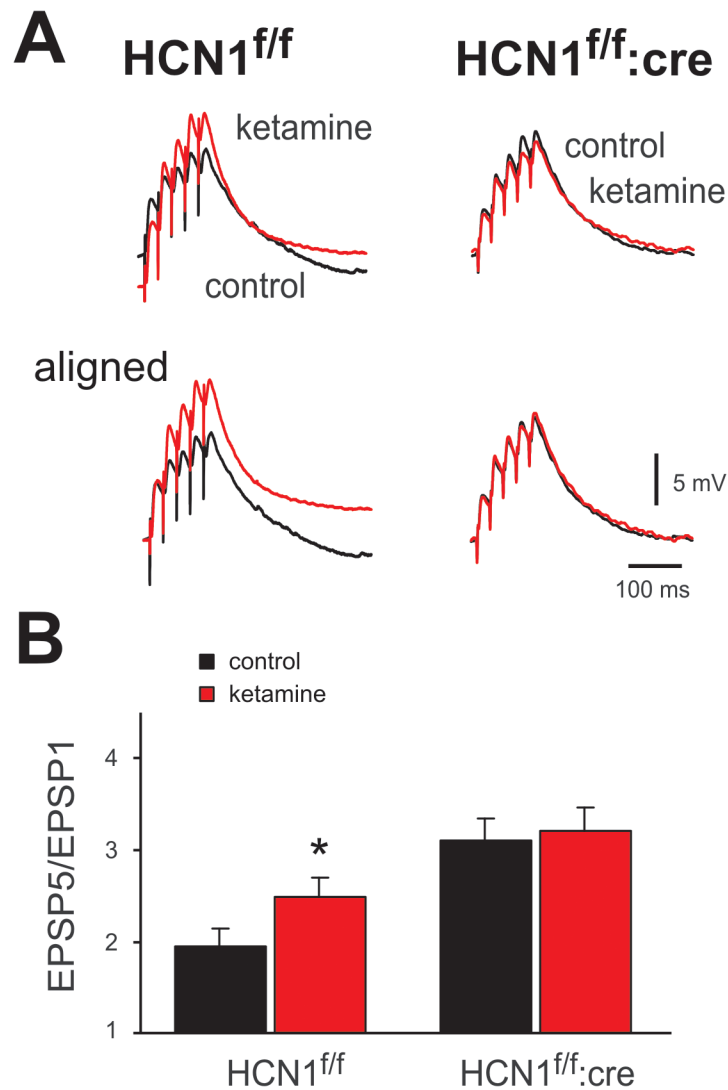 A
HCN1f/f
HCN1f/f:cre
ketamine
control
control
ketamine
aligned
5 mV
100 ms
B
control
ketamine
EPSP5/EPSP1
4
3
2
1
*
HCN1f/f
HCN1f/f:cre